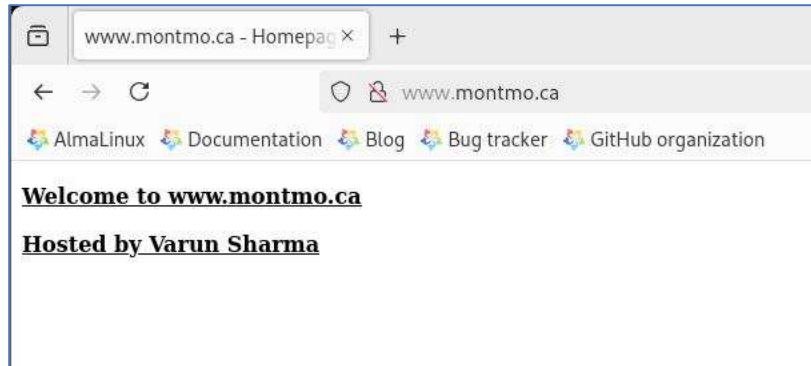 www.montmo.ca - Homepag
www.montmo.ca
AlmaLinux Documentation Blog Bug tracker GitHub organization
Welcome to www.montmo.ca
Hosted by Varun Sharma